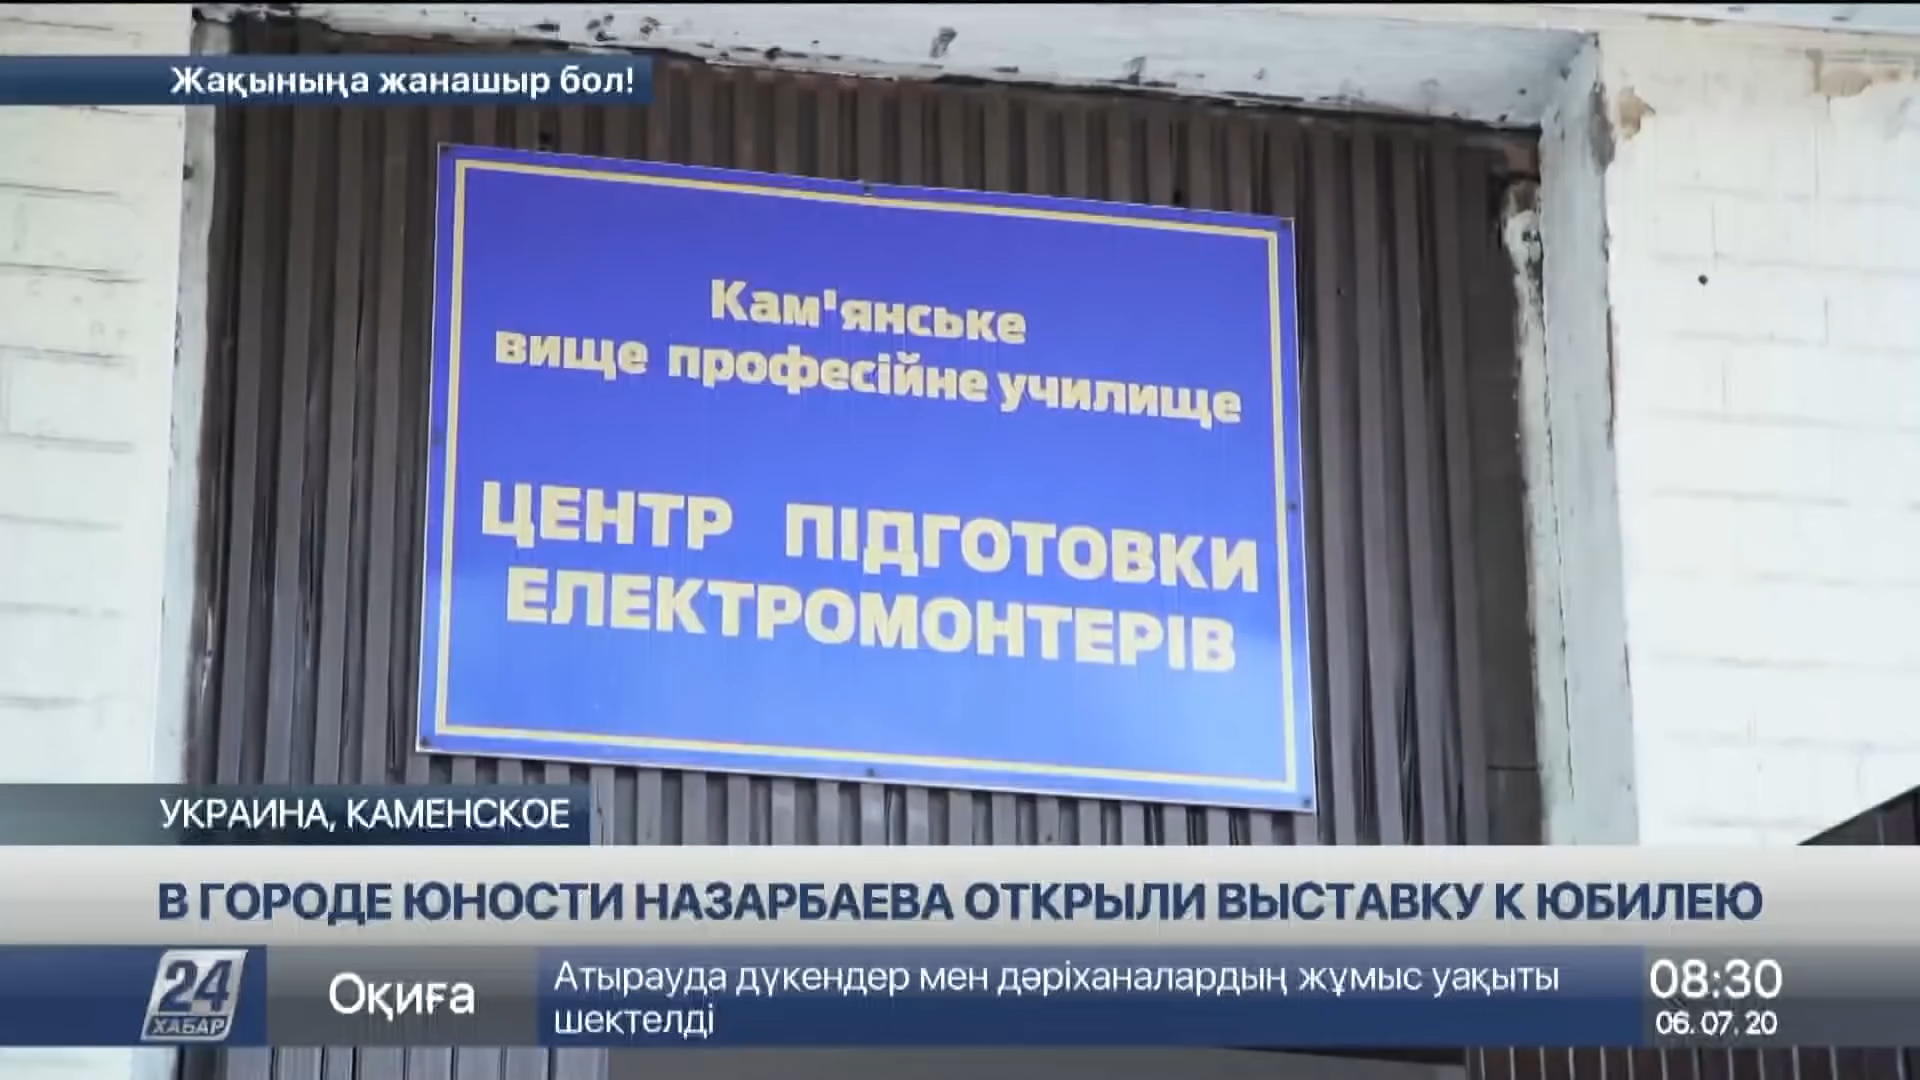 Жақыныңа жанашыр бол!
Кам'янське
вище професійне училище
ЦЕНТР ПІДГОТОВКИ
ЕЛЕКТРОМОНТЕРІВ
УКРАИНА, КАМЕНСКОЕ
В ГОРОДЕ ЮНОСТИ НАЗАРБАЕВА ОТКРЫЛИ ВЫСТАВКУ К ЮБИЛЕЮ
24
ХАБАР
Оқиға
Атырауда дүкендер мен дәріханалардың жұмыс уақыты
шектелді
08:30
06.07.20